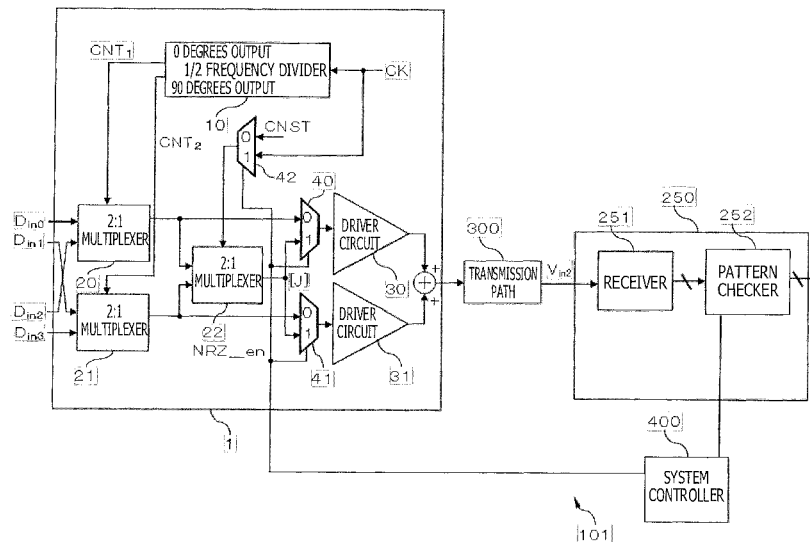 CNT1
0 DEGREES OUTPUT
1/2 FREQUENCY DIVIDER
90 DEGREES OUTPUT
CK
10
CNT2
CNST
0
1
42
40
Din0
Din1
2:1
MULTIPLEXER
20
0
1
DRIVER
CIRCUIT
30
2:1
MULTIPLEXER
22
[J]
Din2
Din3
2:1
MULTIPLEXER
21
NRZ_en
0
1
41
DRIVER
CIRCUIT
31
+
+
300
TRANSMISSION
PATH
Vin2
250
251
RECEIVER
252
PATTERN
CHECKER
1
400
SYSTEM
CONTROLLER
101